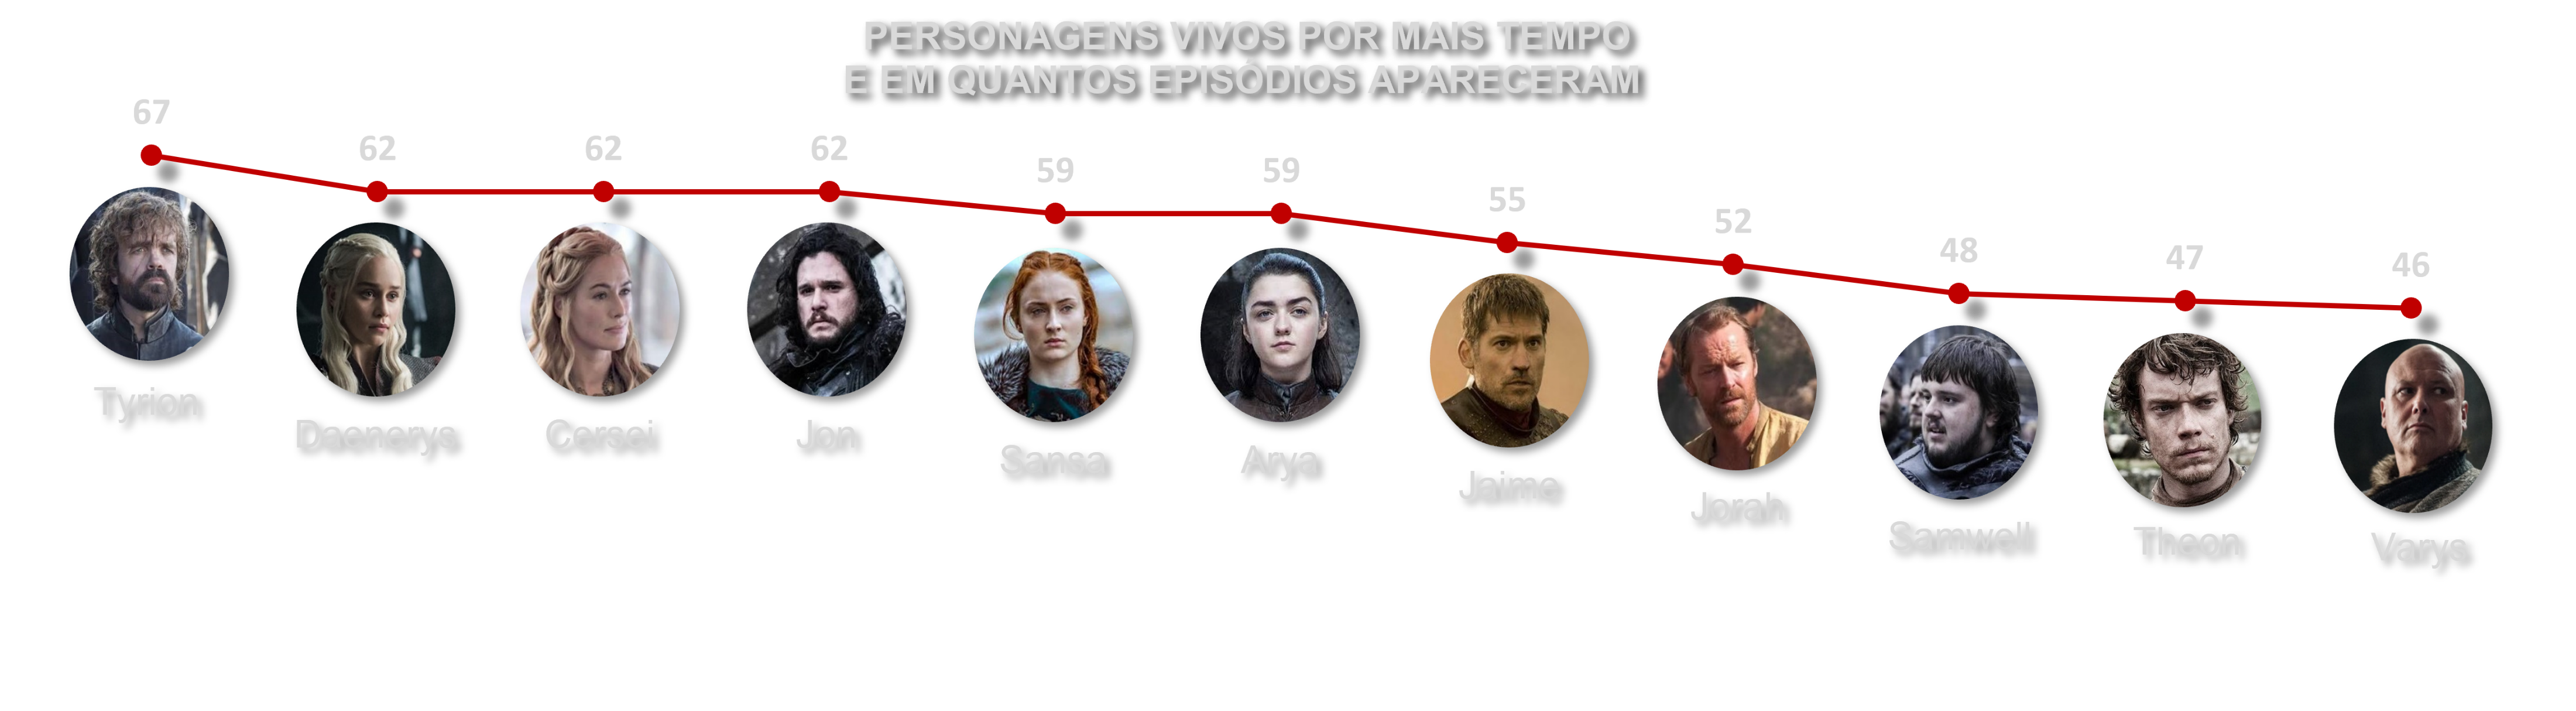 PERSONAGENS VIVOS POR MAIS TEMPO
E EM QUANTOS EPISÓDIOS APARECERAM
67
62
62
62
59
59
55
52
48
47
46
Tyrion
Daenerys
Cersei
Jon
Sansa
Arya
Jaime
Jorah
Samwell
Theon
Varys